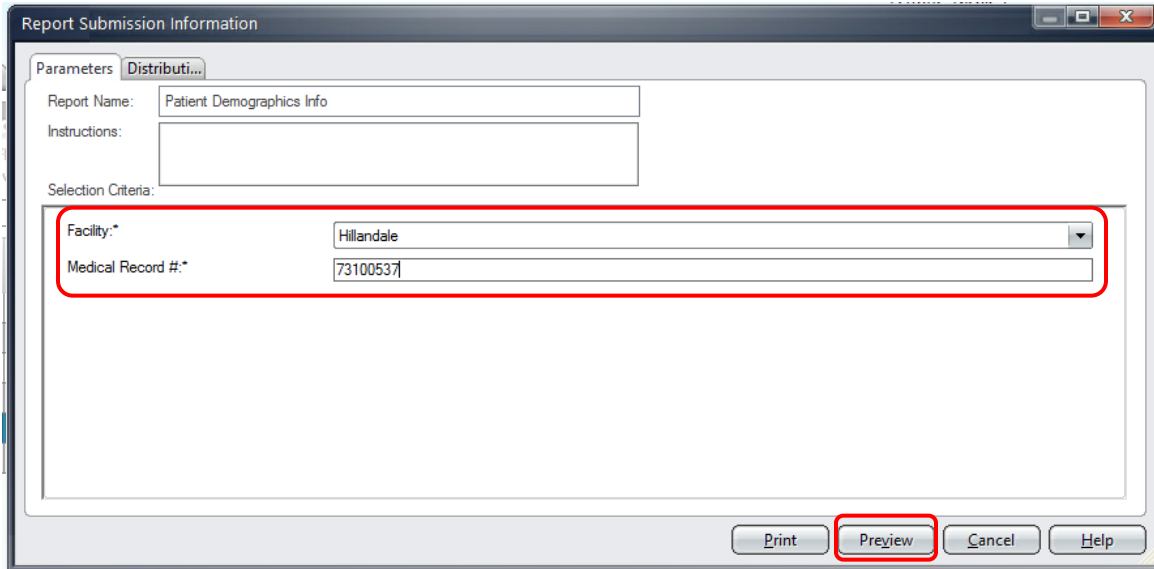 Report Submission Information
Parameters Distributi...
Report Name: Patient Demographics Info
Instructions:
Selection Criteria:
Facility:* Hillandale
Medical Record #:* 73100537
Print Preview Cancel Help